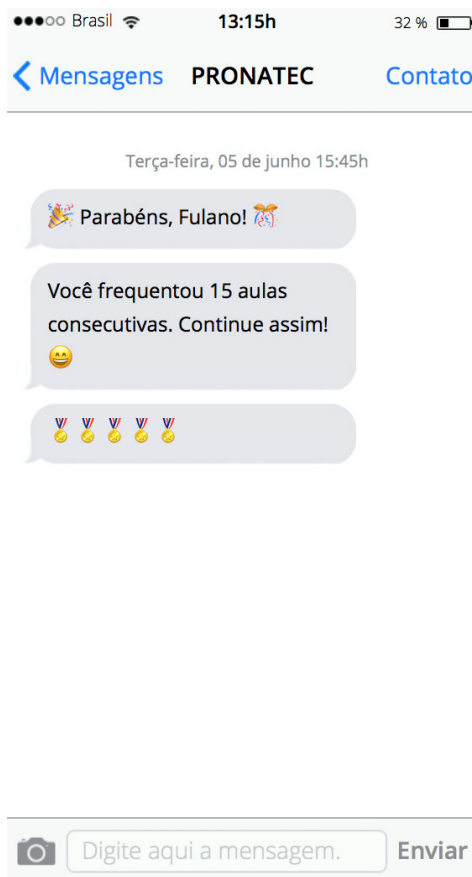 ●●●○○ Brasil 13:15h 32 %
Mensagens PRONATEC Contato
Terça-feira, 05 de junho 15:45h
🎉 Parabéns, Fulano! 🎊
Você frequentou 15 aulas
consecutivas. Continue assim!
😄
🏅🏅🏅🏅🏅
Digite aqui a mensagem. Enviar